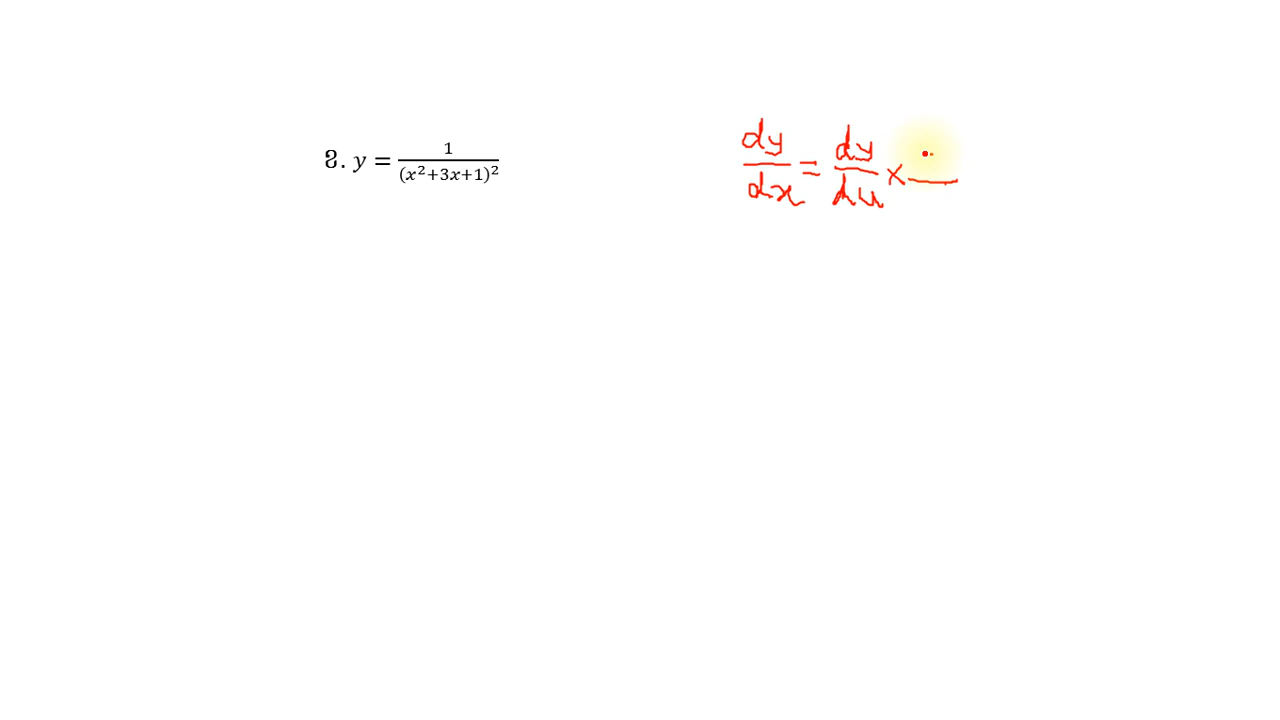 8. y = 1/(x²+3x+1)²
dy/dx = dy/du ×